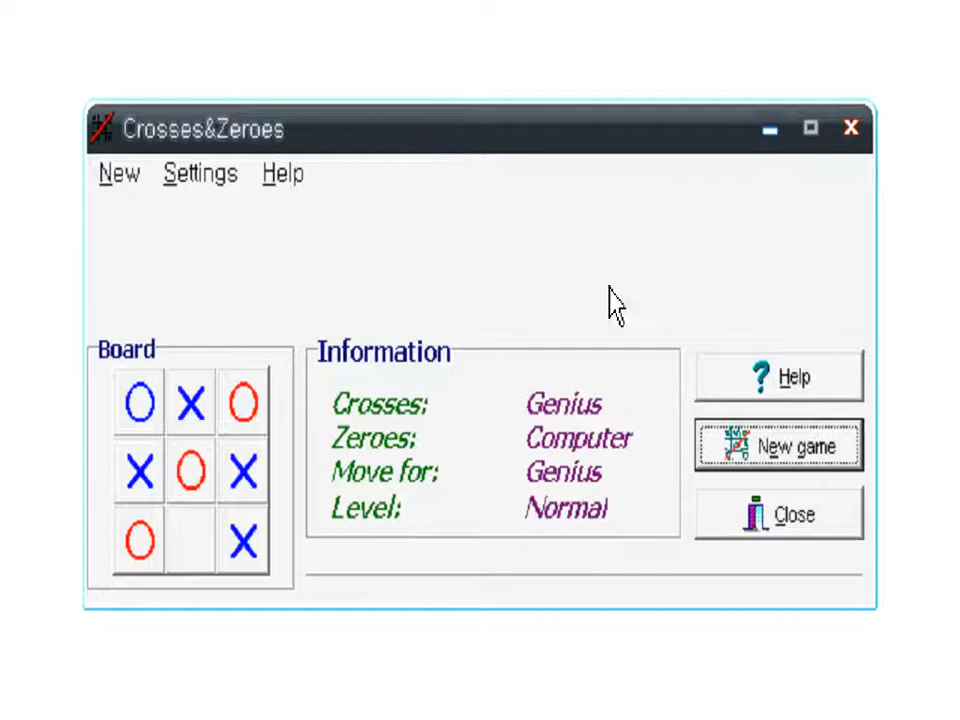 Crosses&Zeroes
New Settings Help
Board
O X O
X O X
O X
Information
Crosses: Genius
Zeroes: Computer
Move for: Genius
Level: Normal
Help
New game
Close